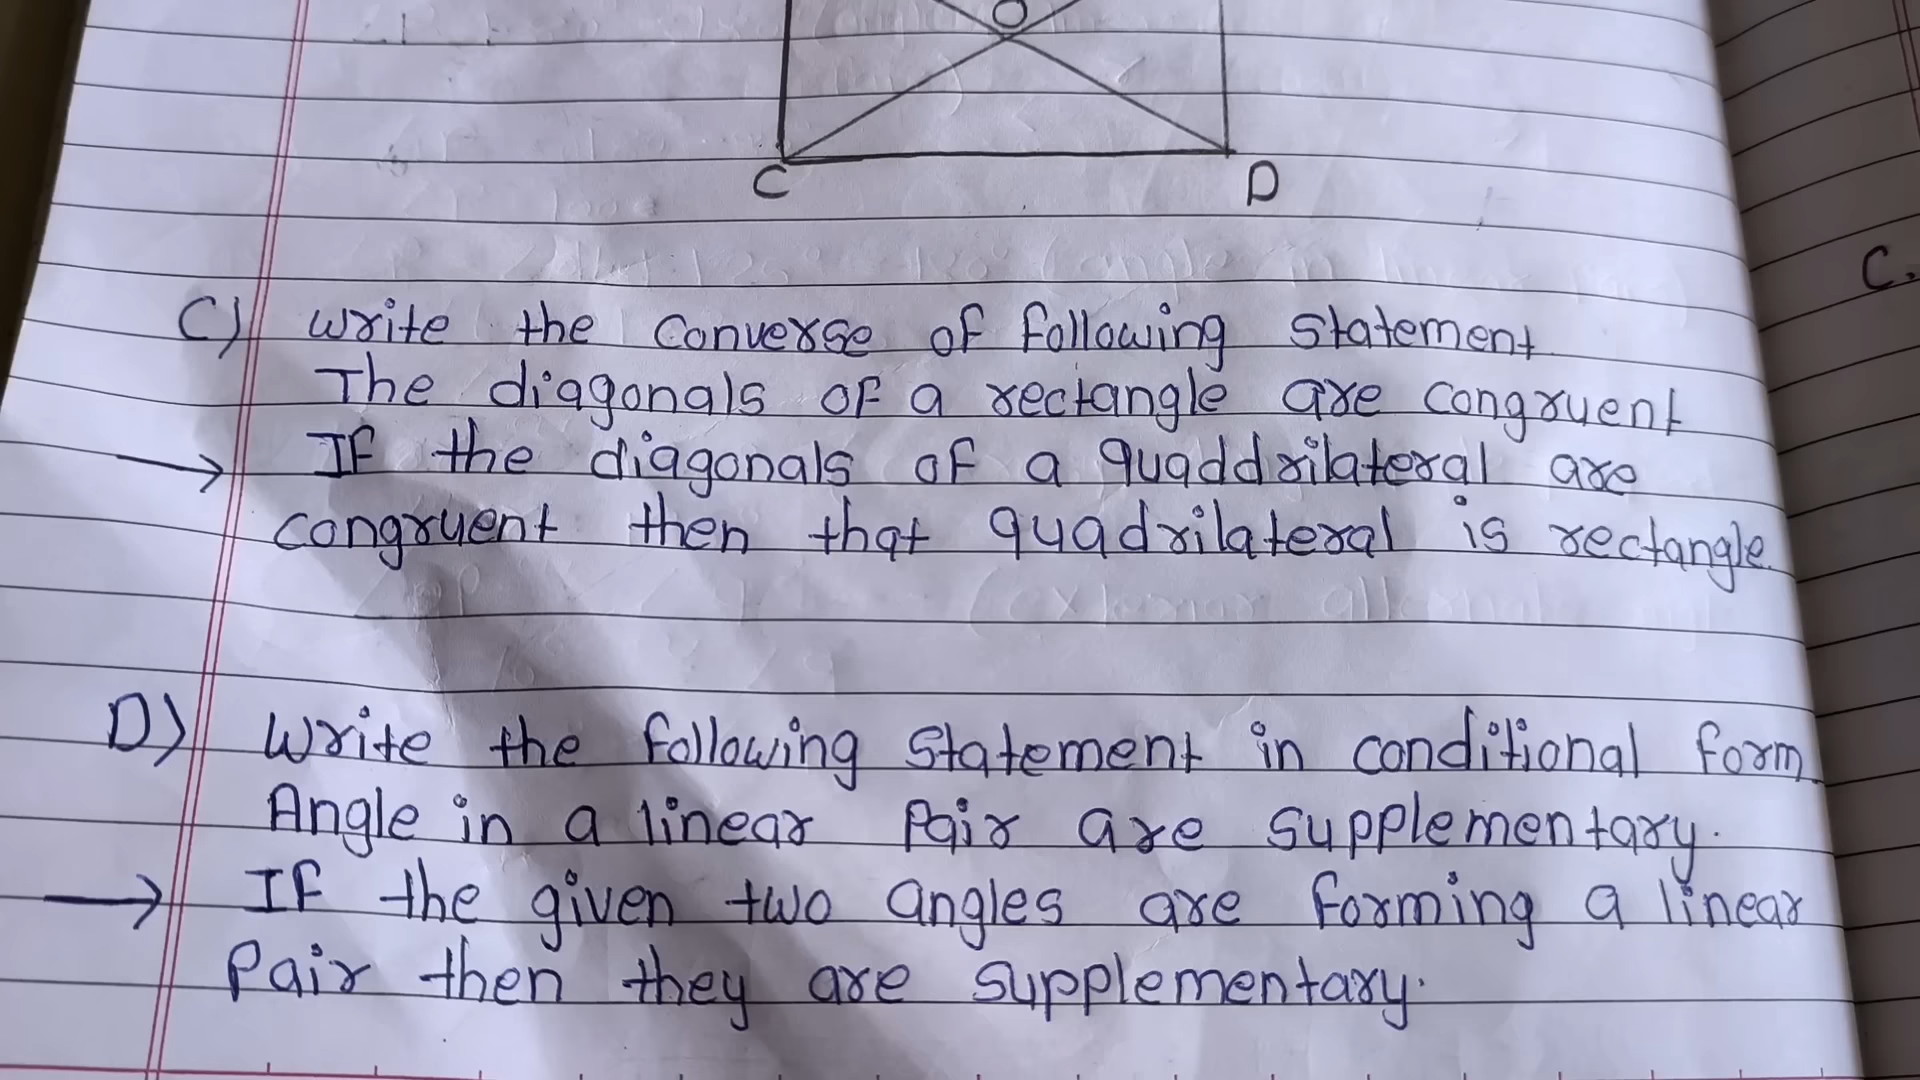 O
C D
C) Write the Converse of following statement
The diagonals of a rectangle are congruent
→ If the diagonals of a quaddrilateral are
congruent then that quadrilateral is rectangle.
D) Write the following statement in conditional form
Angle in a linear pair are supplementary.
→ If the given two angles are forming a linear
pair then they are supplementary.
C.